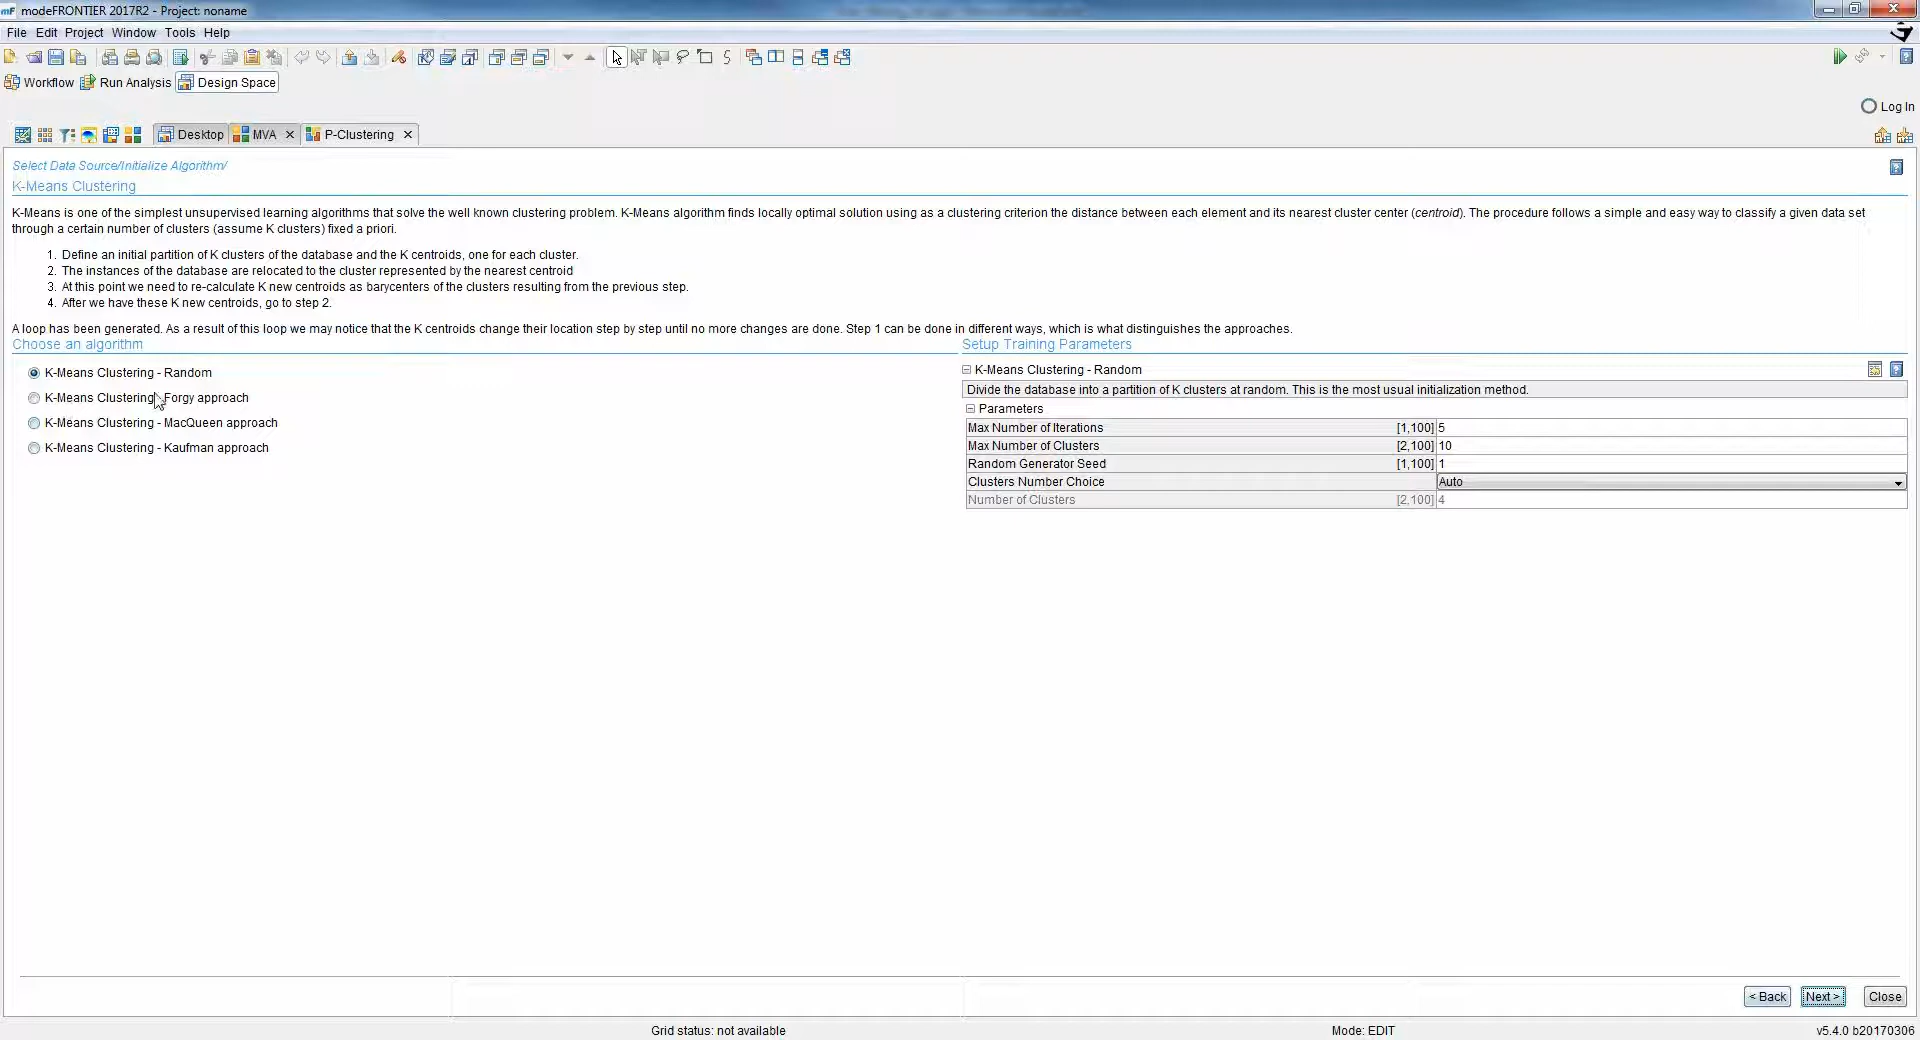 mF modeFRONTIER 2017R2 - Project: noname
File Edit Project Window Tools Help
Workflow Run Analysis Design Space
Log In
Desktop MVA P-Clustering
Select Data Source/Initialize Algorithm/
K-Means Clustering
K-Means is one of the simplest unsupervised learning algorithms that solve the well known clustering problem. K-Means algorithm finds locally optimal solution using as a clustering criterion the distance between each element and its nearest cluster center (centroid). The procedure follows a simple and easy way to classify a given data set
through a certain number of clusters (assume K clusters) fixed a priori.
1. Define an initial partition of K clusters of the database and the K centroids, one for each cluster.
2. The instances of the database are relocated to the cluster represented by the nearest centroid
3. At this point we need to re-calculate K new centroids as barycenters of the clusters resulting from the previous step.
4. After we have these K new centroids, go to step 2.
A loop has been generated. As a result of this loop we may notice that the K centroids change their location step by step until no more changes are done. Step 1 can be done in different ways, which is what distinguishes the approaches.
Choose an algorithm
K-Means Clustering - Random
K-Means Clustering - Forgy approach
K-Means Clustering - MacQueen approach
K-Means Clustering - Kaufman approach
Setup Training Parameters
K-Means Clustering - Random
Divide the database into a partition of K clusters at random. This is the most usual initialization method.
Parameters
Max Number of Iterations [1,100] 5
Max Number of Clusters [2,100] 10
Random Generator Seed [1,100] 1
Clusters Number Choice Auto
Number of Clusters [2,100] 4
< Back Next > Close
Grid status: not available Mode: EDIT v5.4.0 b20170306